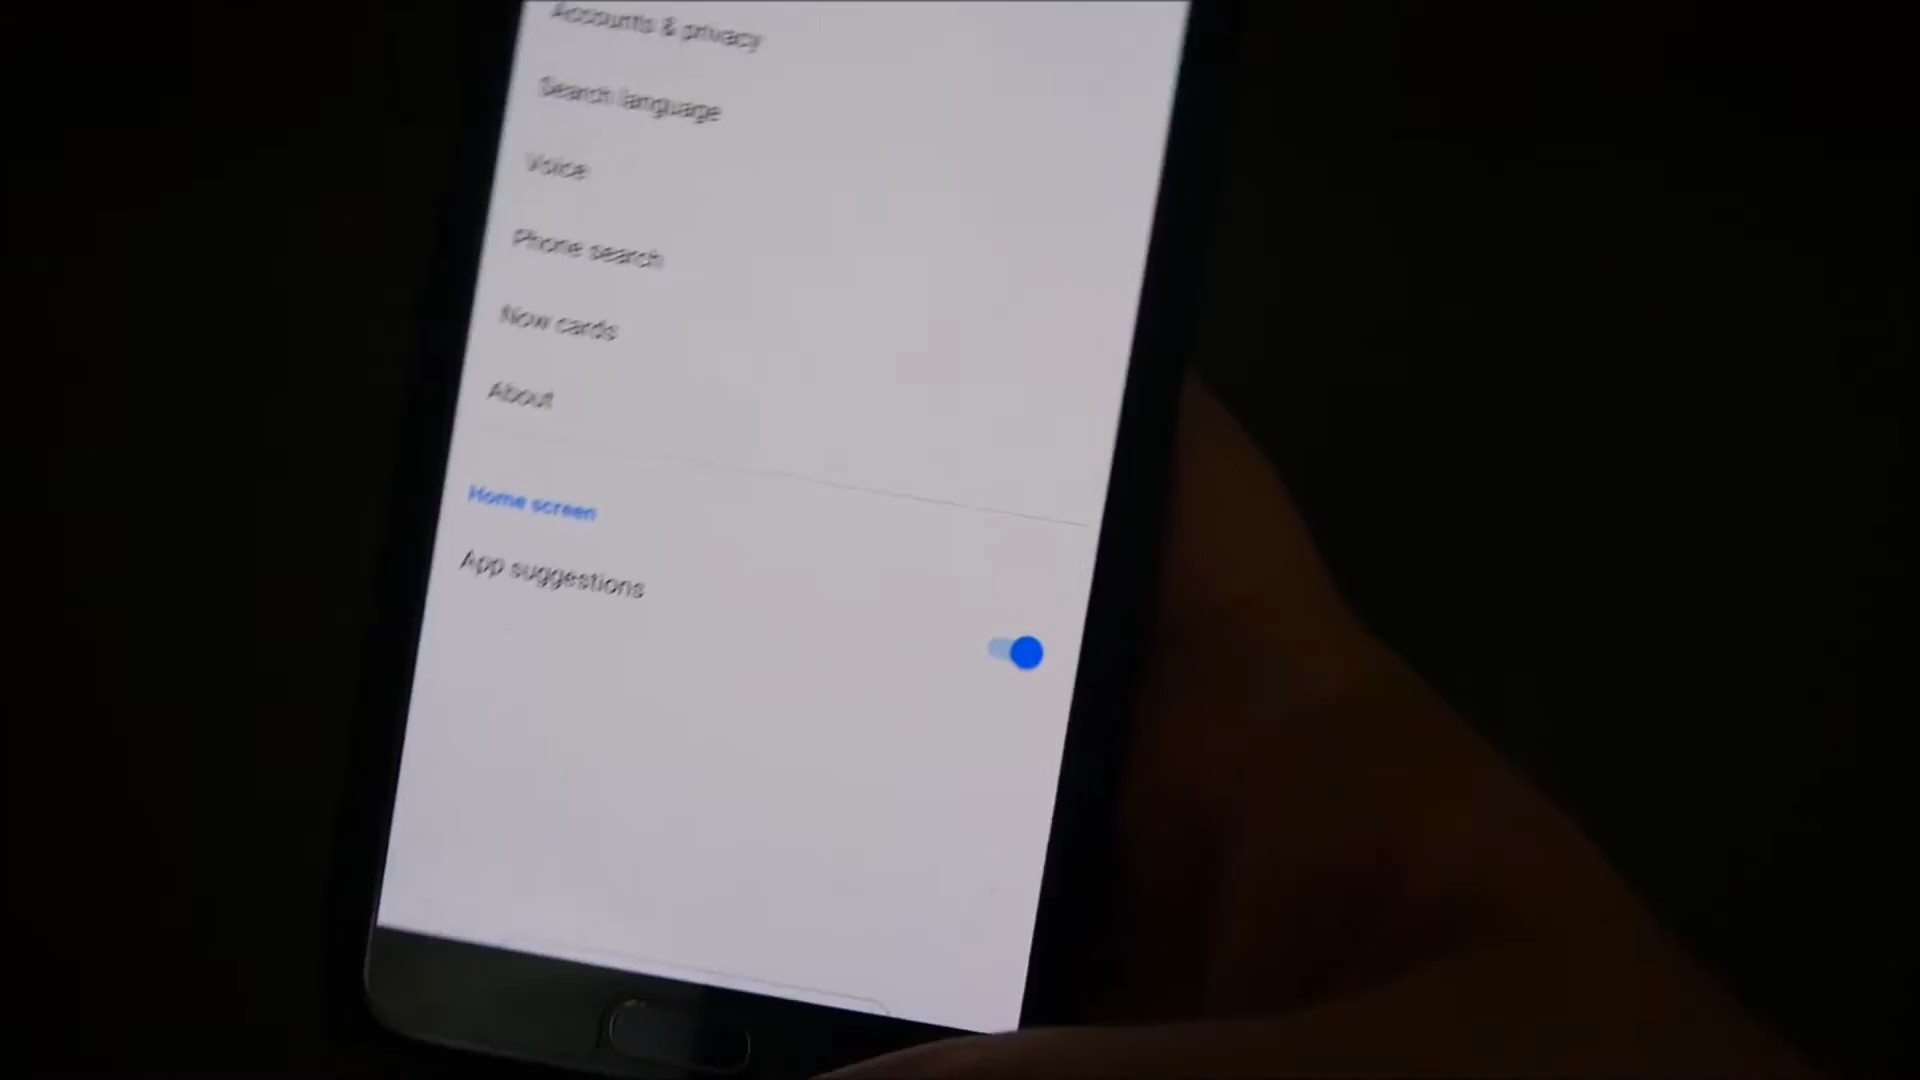 Accounts & privacy
Search language
Voice
Phone search
Now cards
About
Home screen
App suggestions